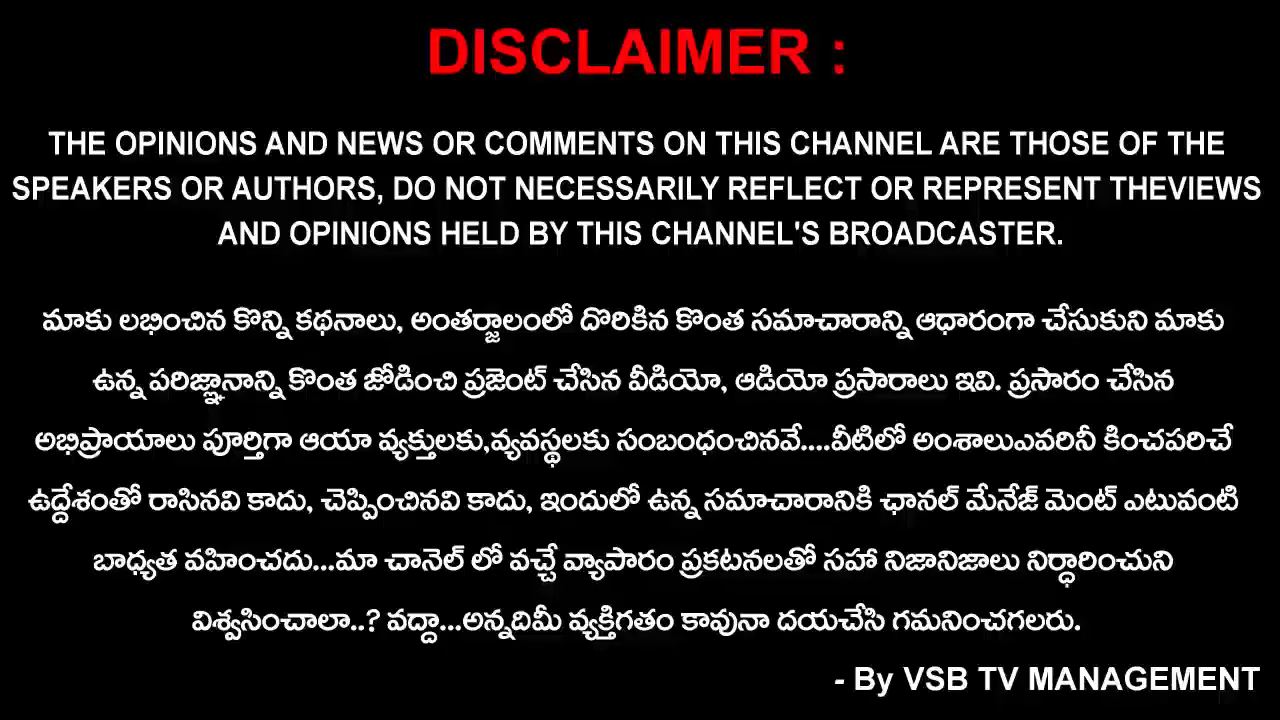 DISCLAIMER :
THE OPINIONS AND NEWS OR COMMENTS ON THIS CHANNEL ARE THOSE OF THE
SPEAKERS OR AUTHORS, DO NOT NECESSARILY REFLECT OR REPRESENT THEVIEWS
AND OPINIONS HELD BY THIS CHANNEL'S BROADCASTER.
మాకు లభించిన కొన్ని కథనాలు, అంతర్జాలంలో దొరికిన కొంత సమాచారాన్ని ఆధారంగా చేసుకుని మాకు
ఉన్న పరిజ్ఞానాన్ని కొంత జోడించి ప్రజెంట్ చేసిన వీడియో, ఆడియో ప్రసారాలు ఇవి. ప్రసారం చేసిన
అభిప్రాయాలు పూర్తిగా ఆయా వ్యక్తులకు,వ్యవస్థలకు సంబంధంచినవే....వీటిలో అంశాలుఎవరినీ కించపరిచే
ఉద్దేశంతో రాసినవి కాదు, చెప్పించినవి కాదు, ఇందులో ఉన్న సమాచారానికి ఛానల్ మేనేజ్ మెంట్ ఎటువంటి
బాధ్యత వహించదు...మా చానెల్ లో వచ్చే వ్యాపారం ప్రకటనలతో సహా నిజానిజాలు నిర్ధారించుని
విశ్వసించాలా..? వద్దా...అన్నదిమీ వ్యక్తిగతం కావునా దయచేసి గమనించగలరు.
- By VSB TV MANAGEMENT